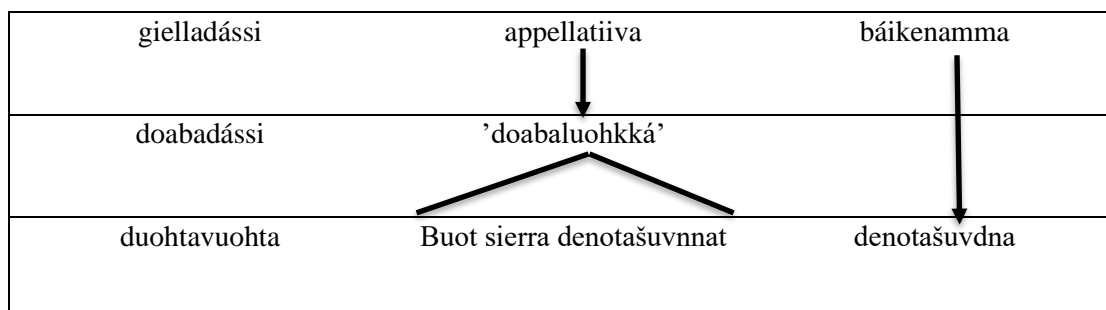 gielladássi appellatiiva báikenamma
doabadássi ’doabaluohkká’
duohtavuohta Buot sierra denotašuvnnat denotašuvdna